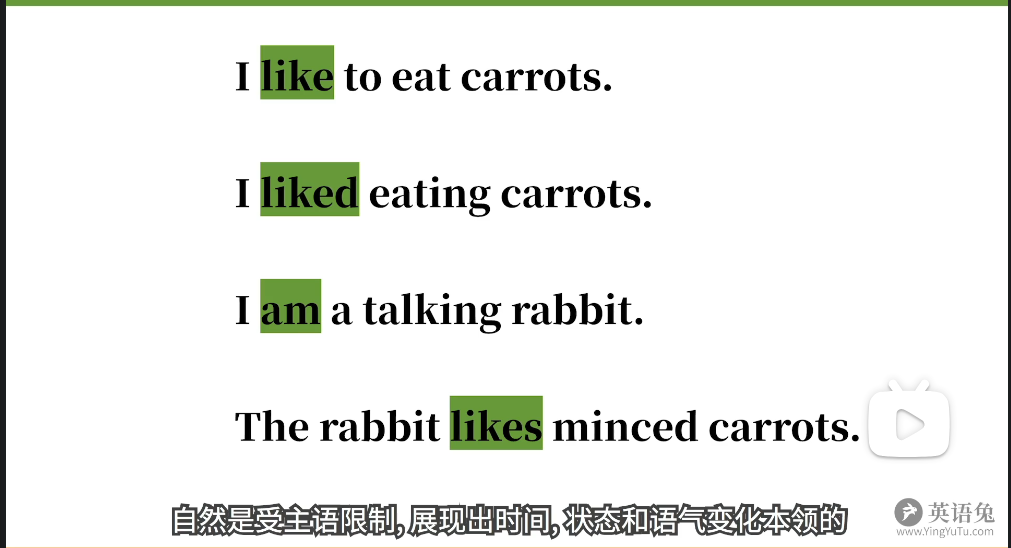 I like to eat carrots.
I liked eating carrots.
I am a talking rabbit.
The rabbit likes minced carrots.
自然是受主语限制, 展现出时间, 状态和语气变化本领的
英语兔
www.YingYuTu.com